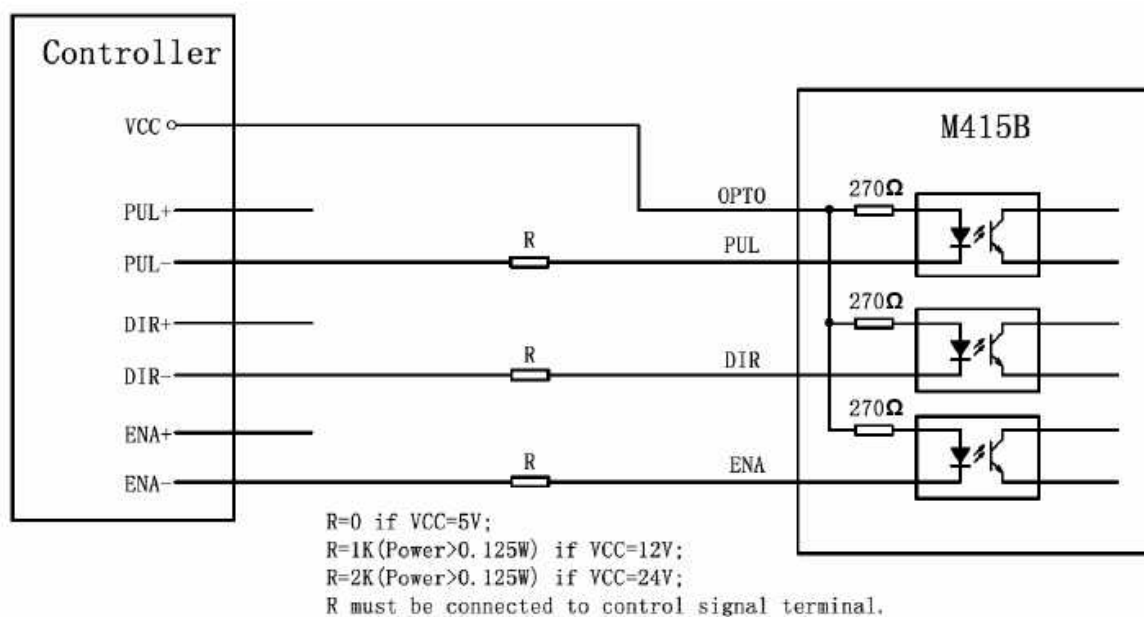 Controller
M415B
VCC
OPTO
270Ω
PUL+
R
PUL
PUL-
270Ω
DIR+
R
DIR
DIR-
270Ω
ENA+
R
ENA
ENA-
R=0 if VCC=5V;
R=1K(Power>0.125W) if VCC=12V;
R=2K(Power>0.125W) if VCC=24V;
R must be connected to control signal terminal.